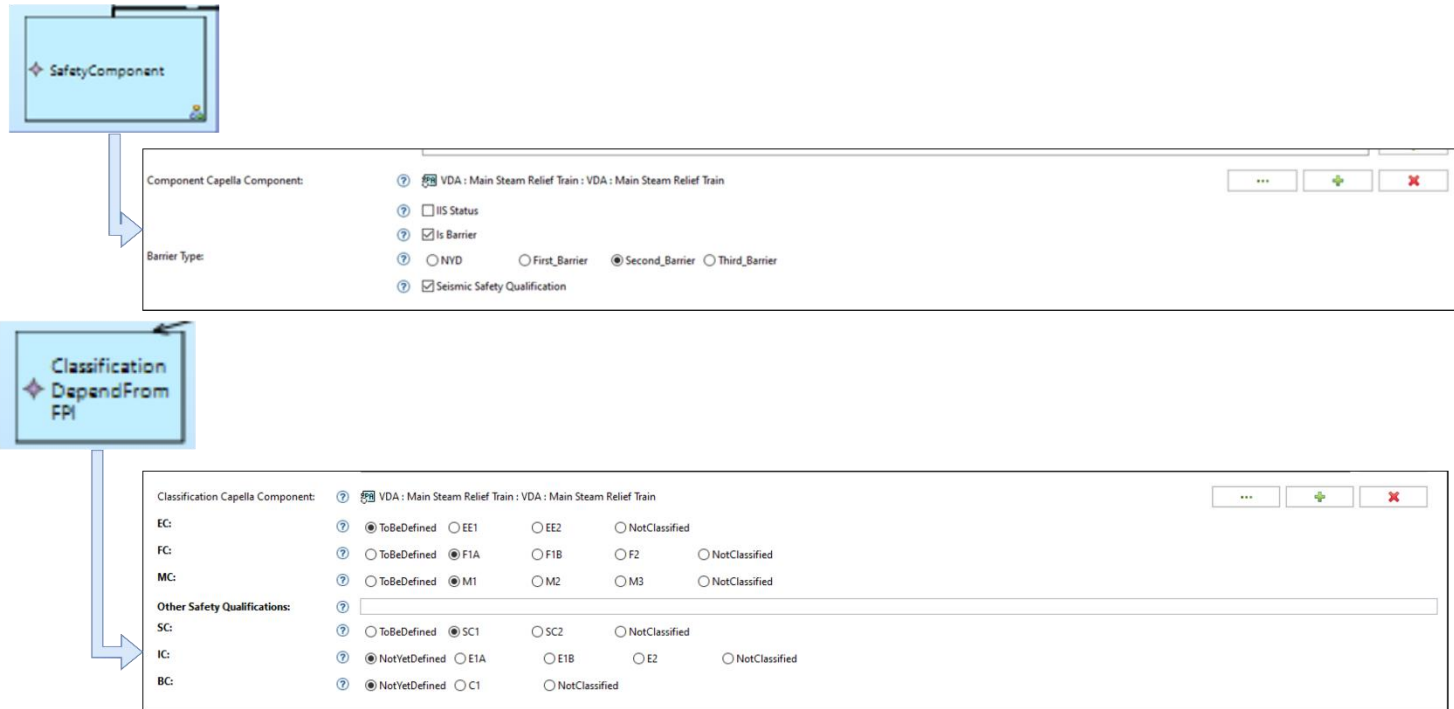 SafetyComponent
Component Capella Component: VDA : Main Steam Relief Train : VDA : Main Steam Relief Train
IIS Status
Is Barrier
Barrier Type: NYD First_Barrier Second_Barrier Third_Barrier
Seismic Safety Qualification
Classification
DependFrom
FPI
Classification Capella Component: VDA : Main Steam Relief Train : VDA : Main Steam Relief Train
EC: ToBeDefined EE1 EE2 NotClassified
FC: ToBeDefined F1A F1B F2 NotClassified
MC: ToBeDefined M1 M2 M3 NotClassified
Other Safety Qualifications:
SC: ToBeDefined SC1 SC2 NotClassified
IC: NotYetDefined E1A E1B E2 NotClassified
BC: NotYetDefined C1 NotClassified